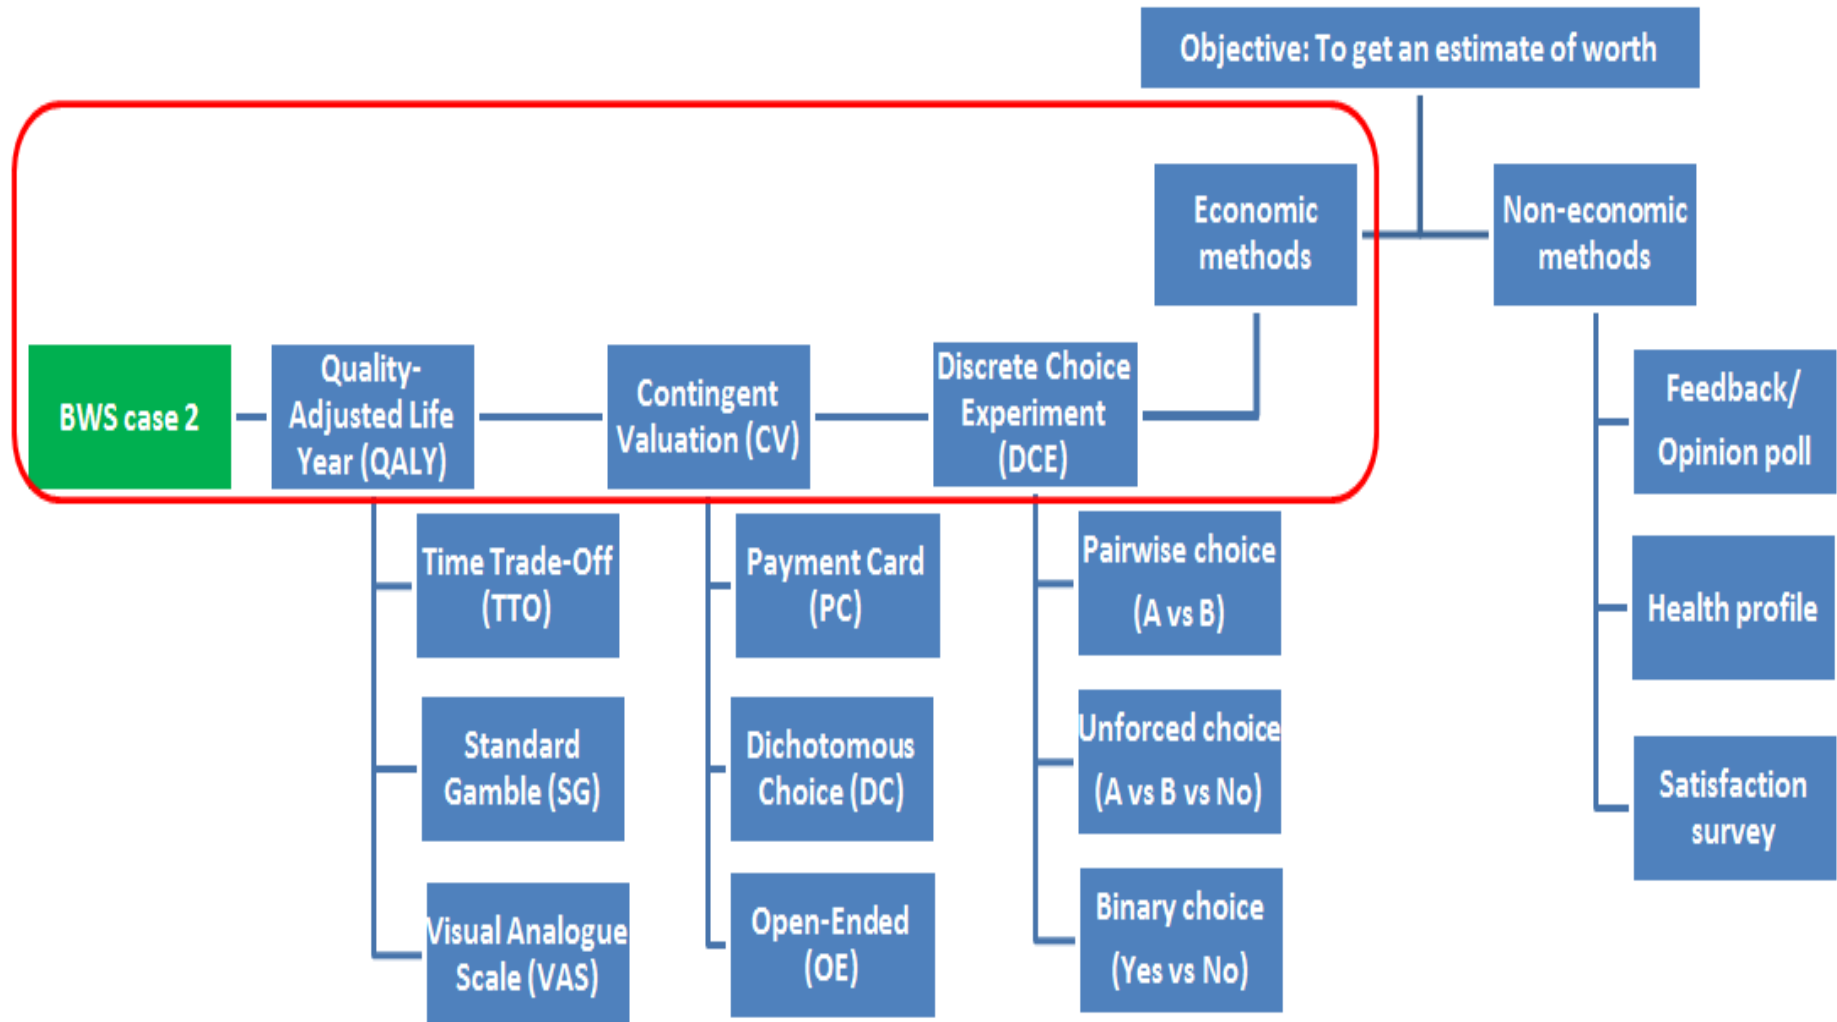 Objective: To get an estimate of worth
Economic
methods
Non-economic
methods
BWS case 2
Quality-
Adjusted Life
Year (QALY)
Contingent
Valuation (CV)
Discrete Choice
Experiment
(DCE)
Feedback/
Opinion poll
Time Trade-Off
(TTO)
Payment Card
(PC)
Pairwise choice
(A vs B)
Health profile
Standard
Gamble (SG)
Dichotomous
Choice (DC)
Unforced choice
(A vs B vs No)
Satisfaction
survey
Visual Analogue
Scale (VAS)
Open-Ended
(OE)
Binary choice
(Yes vs No)